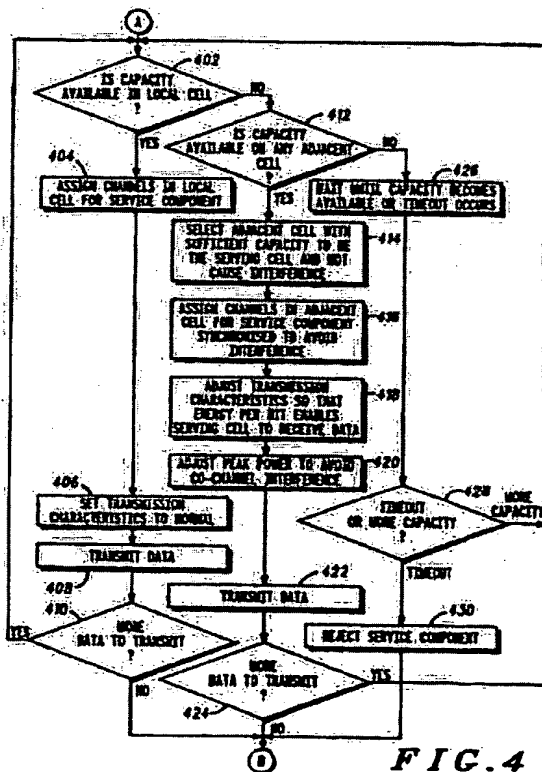 A
402
IS CAPACITY
AVAILABLE IN LOCAL CELL
?
NO
YES
412
IS CAPACITY
AVAILABLE ON ANY ADJACENT
CELL
?
NO
YES
404
ASSIGN CHANNELS IN LOCAL
CELL FOR SERVICE COMPONENT
426
WAIT UNTIL CAPACITY BECOMES
AVAILABLE OR TIMEOUT OCCURS
414
SELECT ADJACENT CELL WITH
SUFFICIENT CAPACITY TO BE
THE SERVING CELL AND NOT
CAUSE INTERFERENCE
416
ASSIGN CHANNELS IN ADJACENT
CELL FOR SERVICE COMPONENT
SYNCHRONISED TO AVOID
INTERFERENCE
418
ADJUST TRANSMISSION
CHARACTERISTICS SO THAT
ENERGY PER BIT ENABLES
SERVING CELL TO RECEIVE DATA
420
ADJUST PEAK POWER TO AVOID
CO-CHANNEL INTERFERENCE
406
SET TRANSMISSION
CHARACTERISTICS TO NORMAL
428
TIMEOUT
OR MORE CAPACITY
?
MORE
CAPACITY
TIMEOUT
TRANSMIT DATA
408
422
TRANSMIT DATA
430
REJECT SERVICE COMPONENT
410
YES
MORE
DATA TO TRANSMIT
?
NO
MORE
DATA TO TRANSMIT
?
YES
424
NO
B
FIG.4